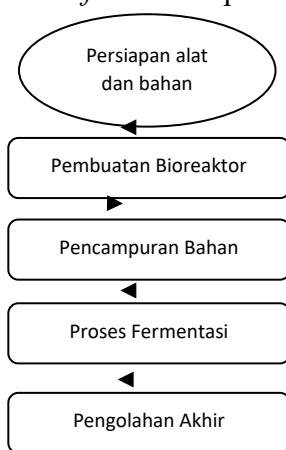 Persiapan alat
dan bahan
Pembuatan Bioreaktor
Pencampuran Bahan
Proses Fermentasi
Pengolahan Akhir